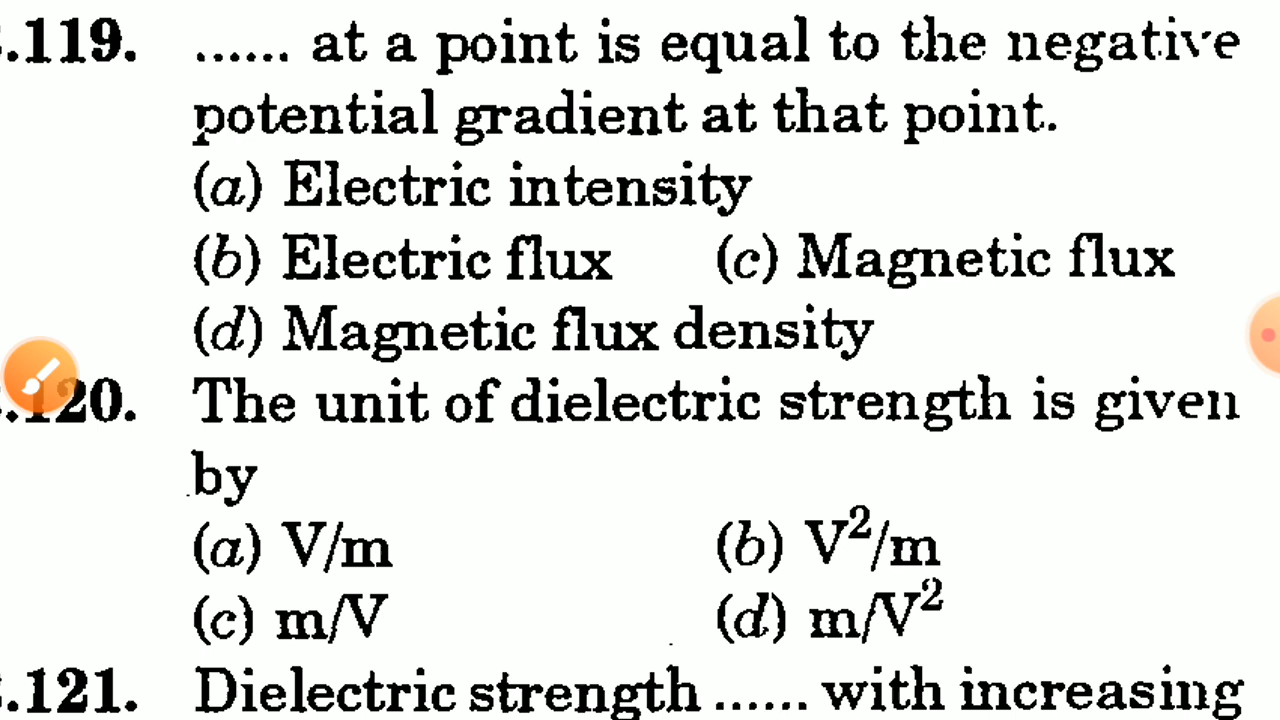 .119. ...... at a point is equal to the negative
potential gradient at that point.
(a) Electric intensity
(b) Electric flux (c) Magnetic flux
(d) Magnetic flux density
.120. The unit of dielectric strength is given
by
(a) V/m (b) V²/m
(c) m/V (d) m/V²
.121. Dielectric strength ...... with increasing